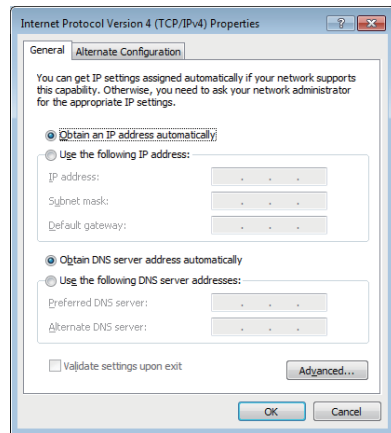 Internet Protocol Version 4 (TCP/IPv4) Properties
General
Alternate Configuration
You can get IP settings assigned automatically if your network supports
this capability. Otherwise, you need to ask your network administrator
for the appropriate IP settings.
Obtain an IP address automatically
Use the following IP address:
IP address:
Subnet mask:
Default gateway:
Obtain DNS server address automatically
Use the following DNS server addresses:
Preferred DNS server:
Alternate DNS server:
Validate settings upon exit
Advanced...
OK
Cancel